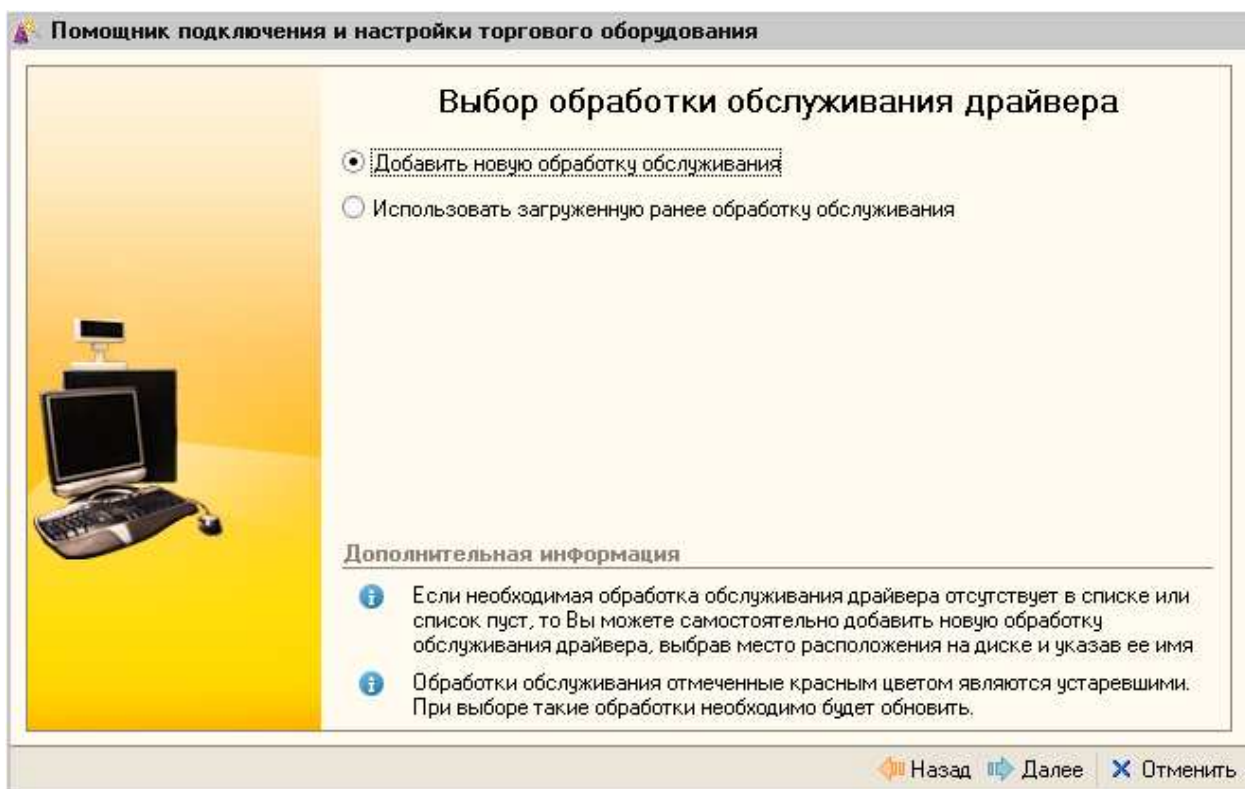 Помощник подключения и настройки торгового оборудования
Выбор обработки обслуживания драйвера
Добавить новую обработку обслуживания
Использовать загруженную ранее обработку обслуживания
Дополнительная информация
Если необходимая обработка обслуживания драйвера отсутствует в списке или
список пуст, то Вы можете самостоятельно добавить новую обработку
обслуживания драйвера, выбрав место расположения на диске и указав ее имя
Обработки обслуживания отмеченные красным цветом являются устаревшими.
При выборе такие обработки необходимо будет обновить.
Назад Далее Отменить